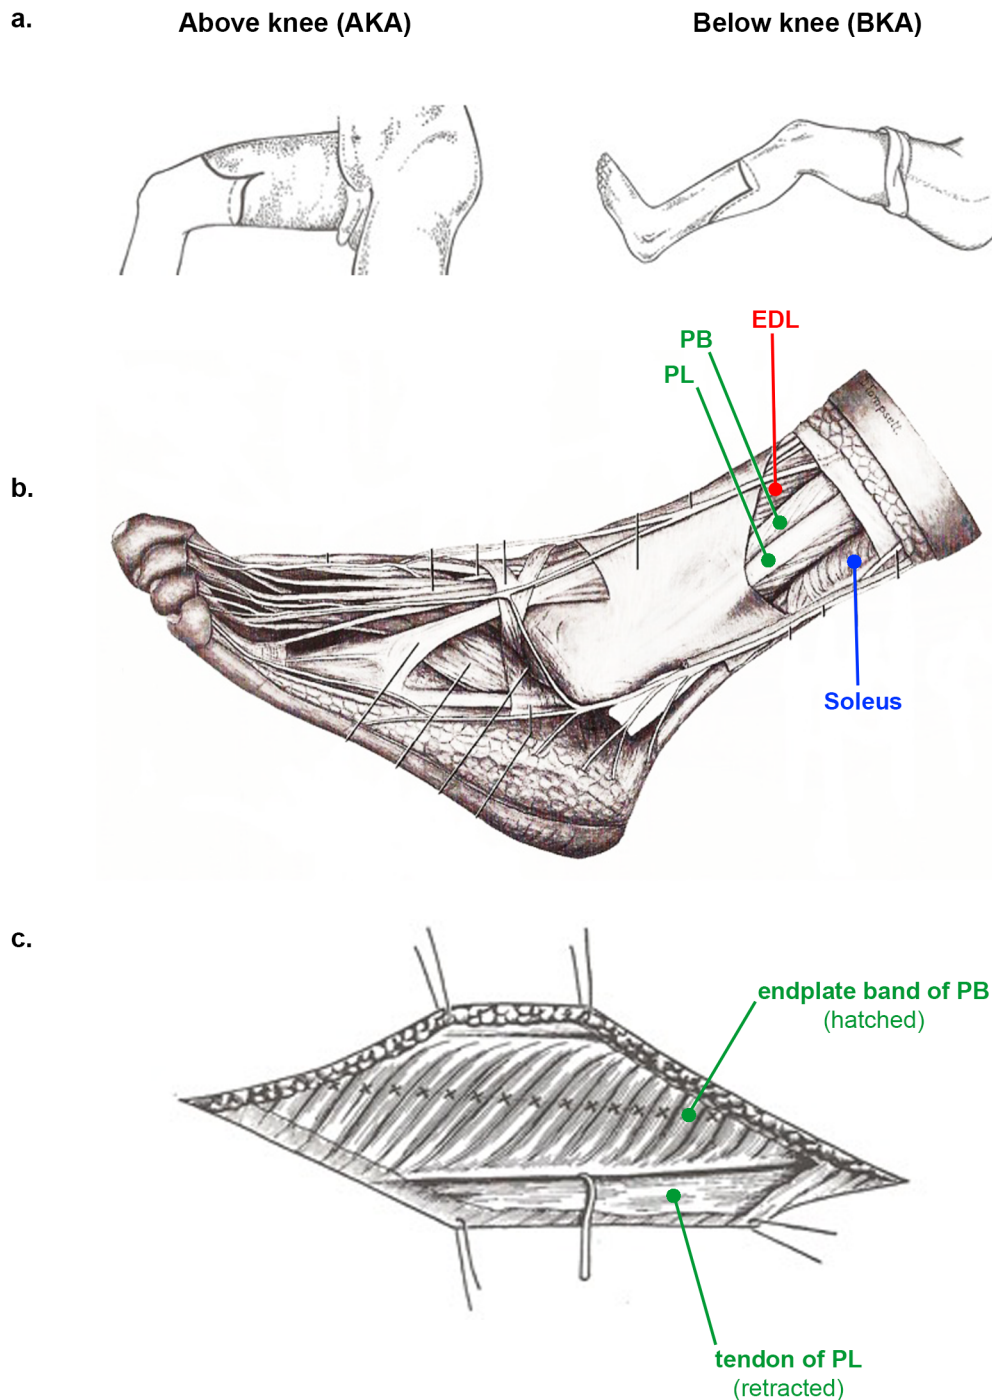 a.
Above knee (AKA)
Below knee (BKA)
EDL
PB
PL
b.
Soleus
c.
endplate band of PB
(hatched)
tendon of PL
(retracted)